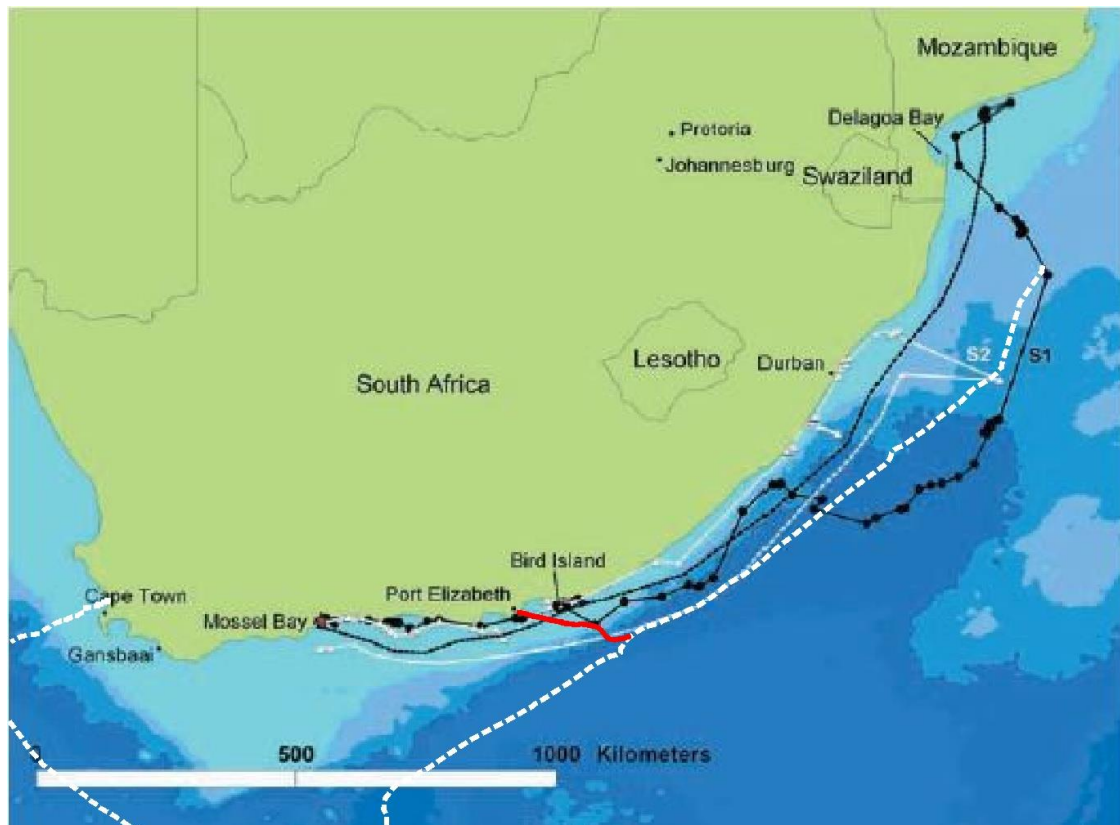 Mozambique
Delagoa Bay
Pretoria
Johannesburg
Swaziland
Lesotho
Durban
S2
S1
South Africa
Bird Island
Port Elizabeth
Cape Town
Mossel Bay
Gansbaai
0 500 1000 Kilometers